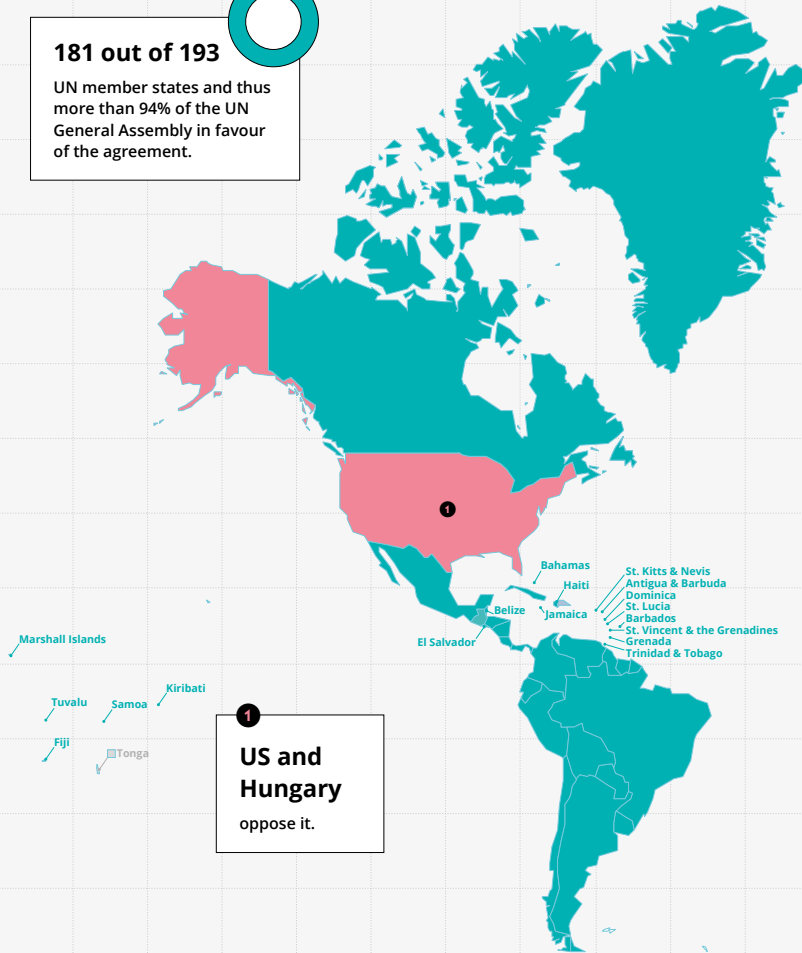 181 out of 193
UN member states and thus
more than 94% of the UN
General Assembly in favour
of the agreement.
1
Bahamas
Haiti
St. Kitts & Nevis
Antigua & Barbuda
Dominica
St. Lucia
Barbados
St. Vincent & the Grenadines
Grenada
Trinidad & Tobago
Belize
Jamaica
El Salvador
Marshall Islands
Kiribati
Tuvalu
Samoa
Fiji
Tonga
1
US and
Hungary
oppose it.